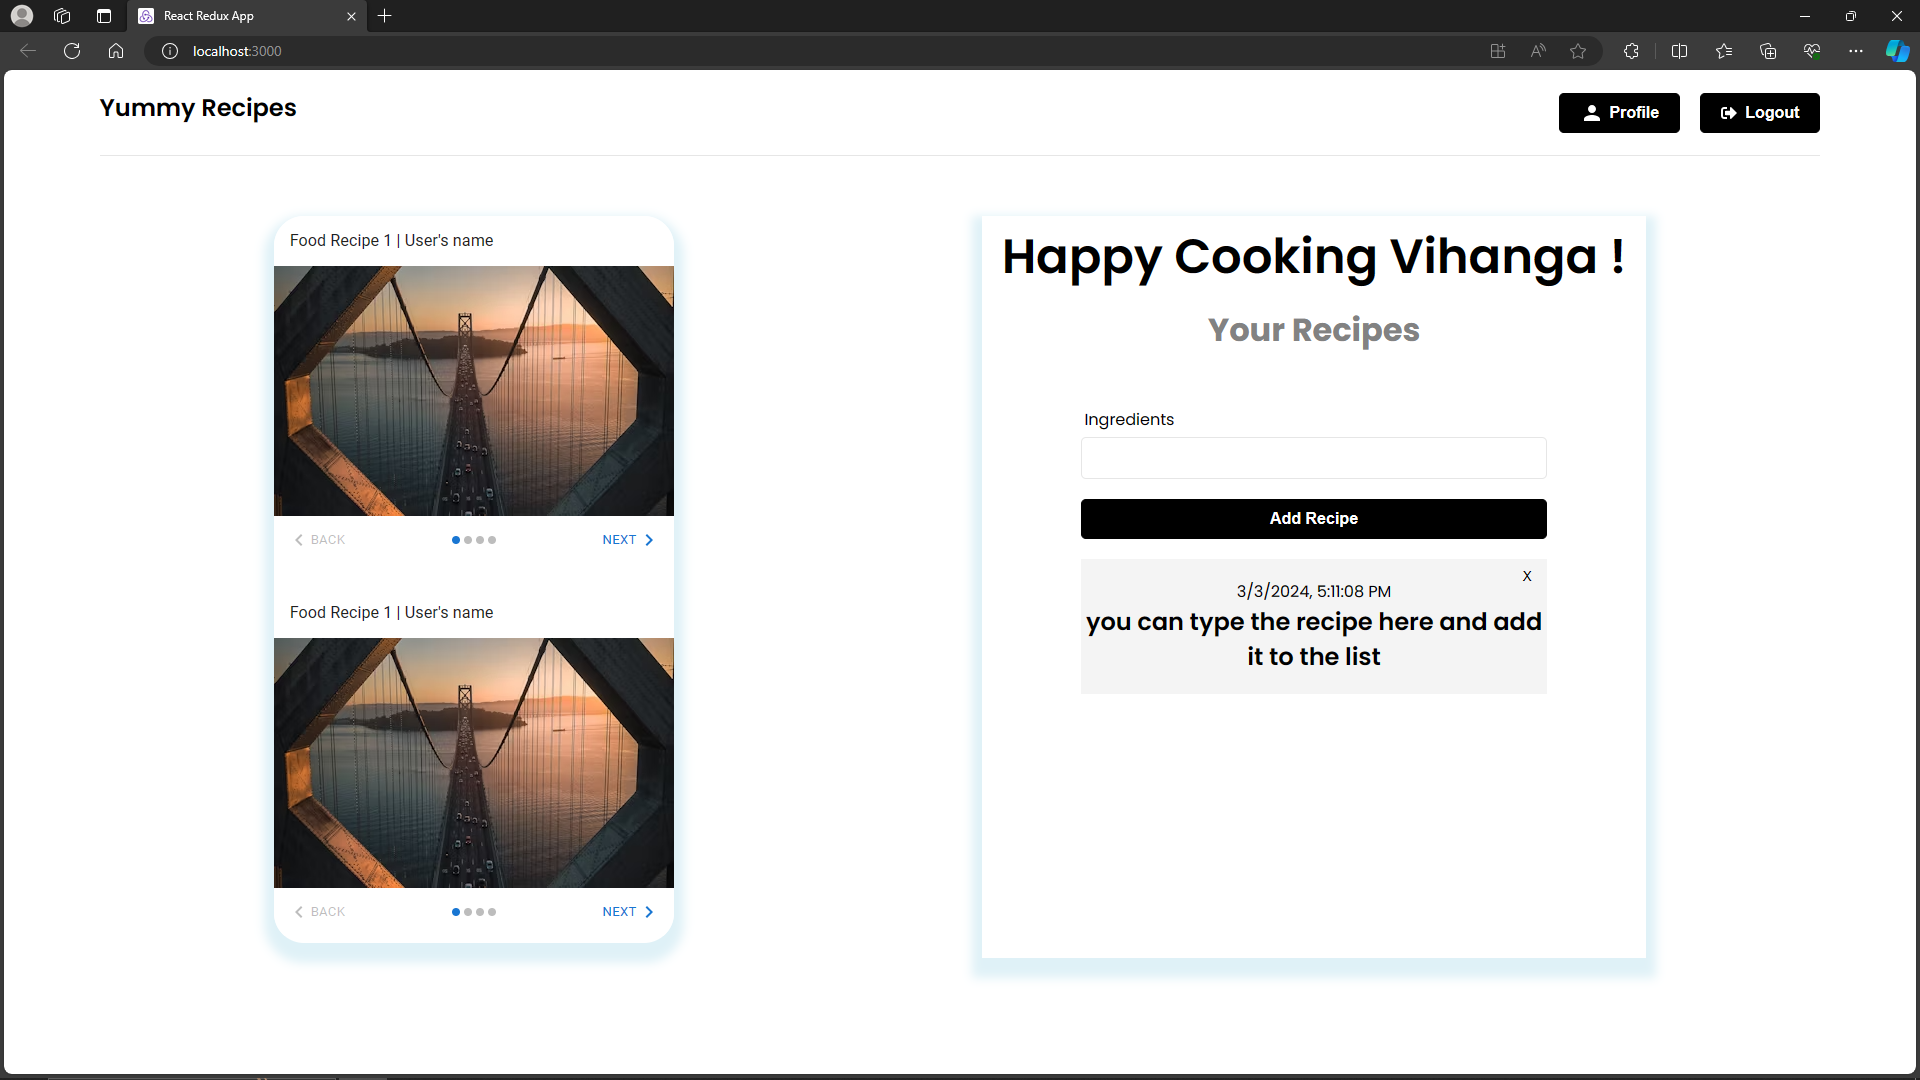 React Redux App
localhost:3000
Yummy Recipes
Profile
Logout
Food Recipe 1 | User's name
BACK
NEXT
Food Recipe 1 | User's name
BACK
NEXT
Happy Cooking Vihanga !
Your Recipes
Ingredients
Add Recipe
X
3/3/2024, 5:11:08 PM
you can type the recipe here and add
it to the list